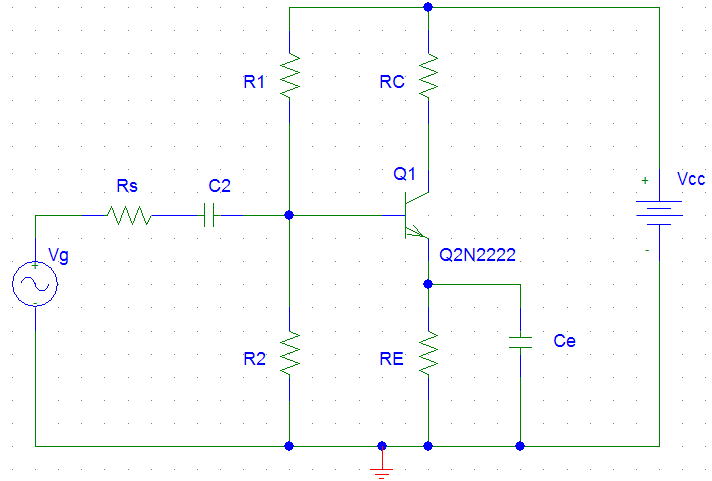 R1
RC
Rs
C2
Q1
+
Vcc
Vg
+
Q2N2222
-
-
R2
RE
Ce